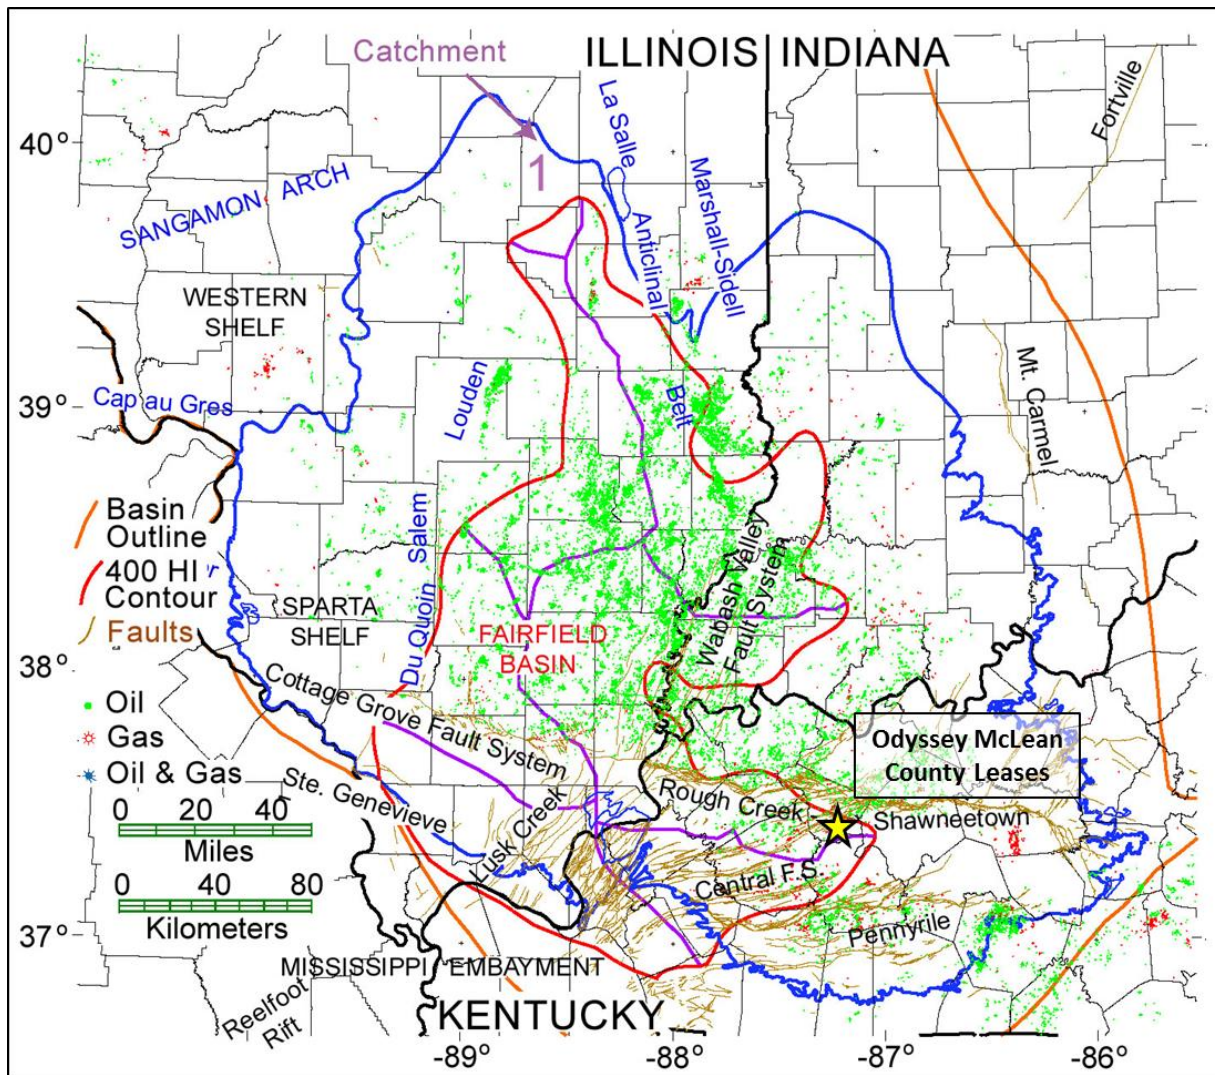 Catchment
ILLINOIS
INDIANA
La Salle
Fortville
40°
1
SANGAMON ARCH
Marshall-Sidell
Anticlinal
WESTERN
SHELF
Mt. Carmel
Louden
Belt
Cap au Gres
39°
Basin
Outline
400 HI
Contour
Faults
Salem
Du Quoin
Wabash Valley
Fault System
SPARTA
SHELF
FAIRFIELD
BASIN
38°
Oil
Gas
Oil & Gas
Cottage Grove Fault System
Odyssey McLean
County Leases
Ste. Genevieve
Lusk Creek
Rough Creek
Shawneetown
0 20 40
Miles
0 40 80
Kilometers
Central F.S.
Pennyrile
37°
MISSISSIPPI EMBAYMENT
Reelfoot
Rift
KENTUCKY
-89°
-88°
-87°
-86°